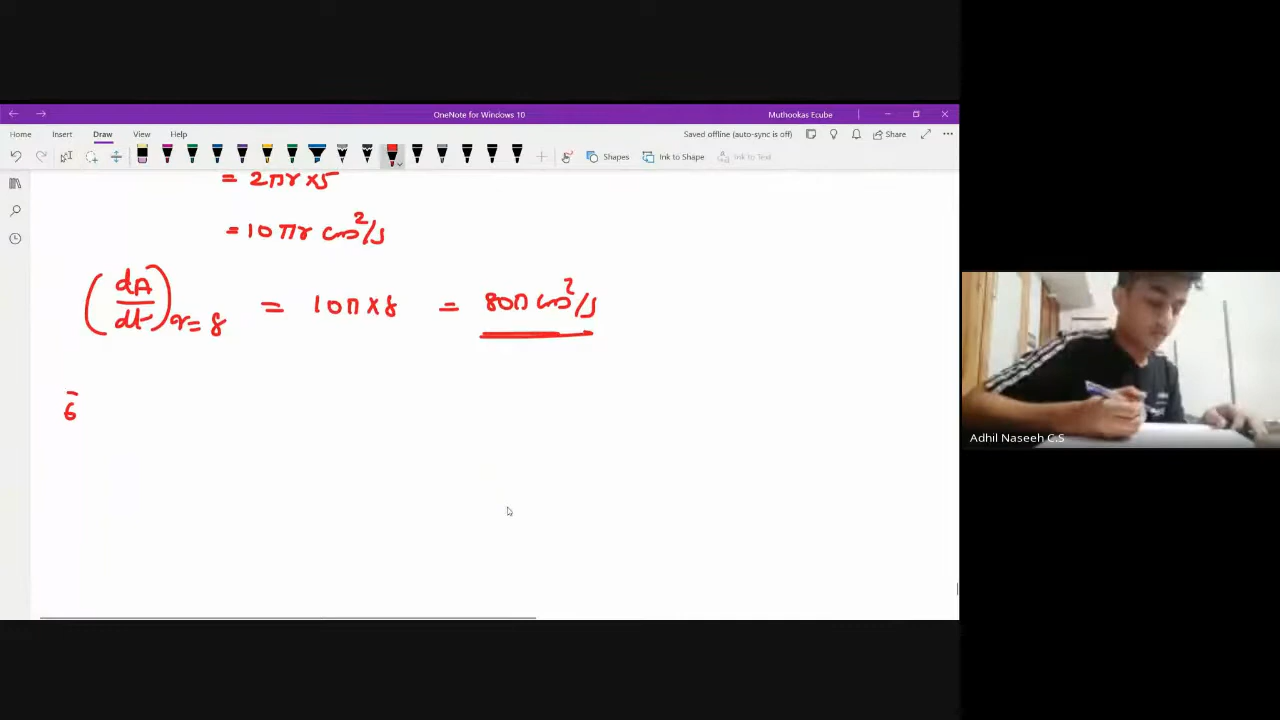 OneNote for Windows 10
Muthookas Ecube
Home Insert Draw View Help
Saved offline (auto-sync is off)
Share
Shapes
Ink to Shape
Ink to Text
= 2πr×5
= 10πr cm²/s
(dA/dt)r=8 = 10π×8 = 80π cm²/s
6
Adhil Naseeh C.S